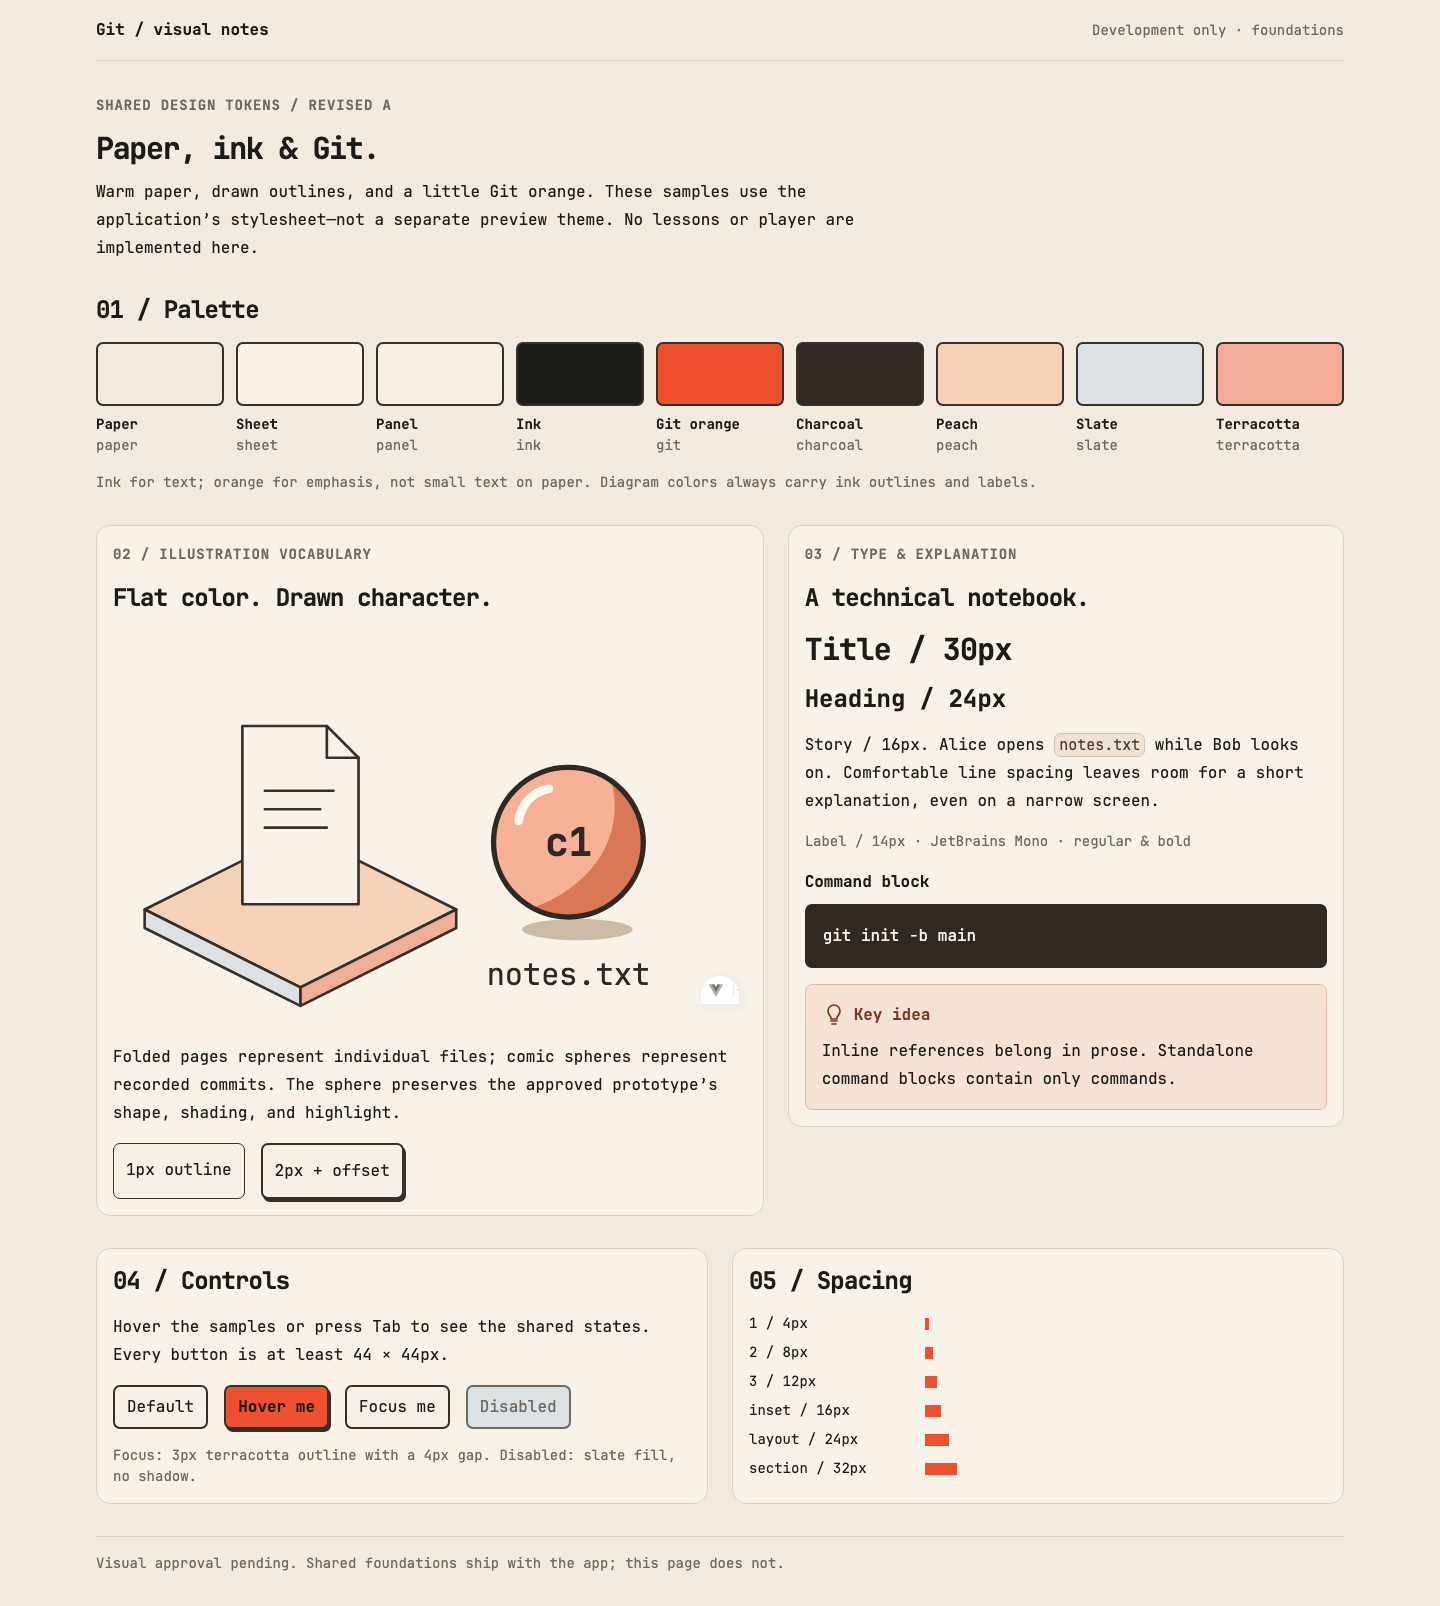 Git / visual notes
Development only · foundations
SHARED DESIGN TOKENS / REVISED A
Paper, ink & Git.
Warm paper, drawn outlines, and a little Git orange. These samples use the
application’s stylesheet—not a separate preview theme. No lessons or player are
implemented here.
01 / Palette
Paper
paper
Sheet
sheet
Panel
panel
Ink
ink
Git orange
git
Charcoal
charcoal
Peach
peach
Slate
slate
Terracotta
terracotta
Ink for text; orange for emphasis, not small text on paper. Diagram colors always carry ink outlines and labels.
02 / ILLUSTRATION VOCABULARY
Flat color. Drawn character.
c1
notes.txt
Folded pages represent individual files; comic spheres represent
recorded commits. The sphere preserves the approved prototype’s
shape, shading, and highlight.
1px outline
2px + offset
03 / TYPE & EXPLANATION
A technical notebook.
Title / 30px
Heading / 24px
Story / 16px. Alice opens notes.txt while Bob looks
on. Comfortable line spacing leaves room for a short
explanation, even on a narrow screen.
Label / 14px · JetBrains Mono · regular & bold
Command block
git init -b main
Key idea
Inline references belong in prose. Standalone
command blocks contain only commands.
04 / Controls
Hover the samples or press Tab to see the shared states.
Every button is at least 44 × 44px.
Default
Hover me
Focus me
Disabled
Focus: 3px terracotta outline with a 4px gap. Disabled: slate fill,
no shadow.
05 / Spacing
1 / 4px
2 / 8px
3 / 12px
inset / 16px
layout / 24px
section / 32px
Visual approval pending. Shared foundations ship with the app; this page does not.